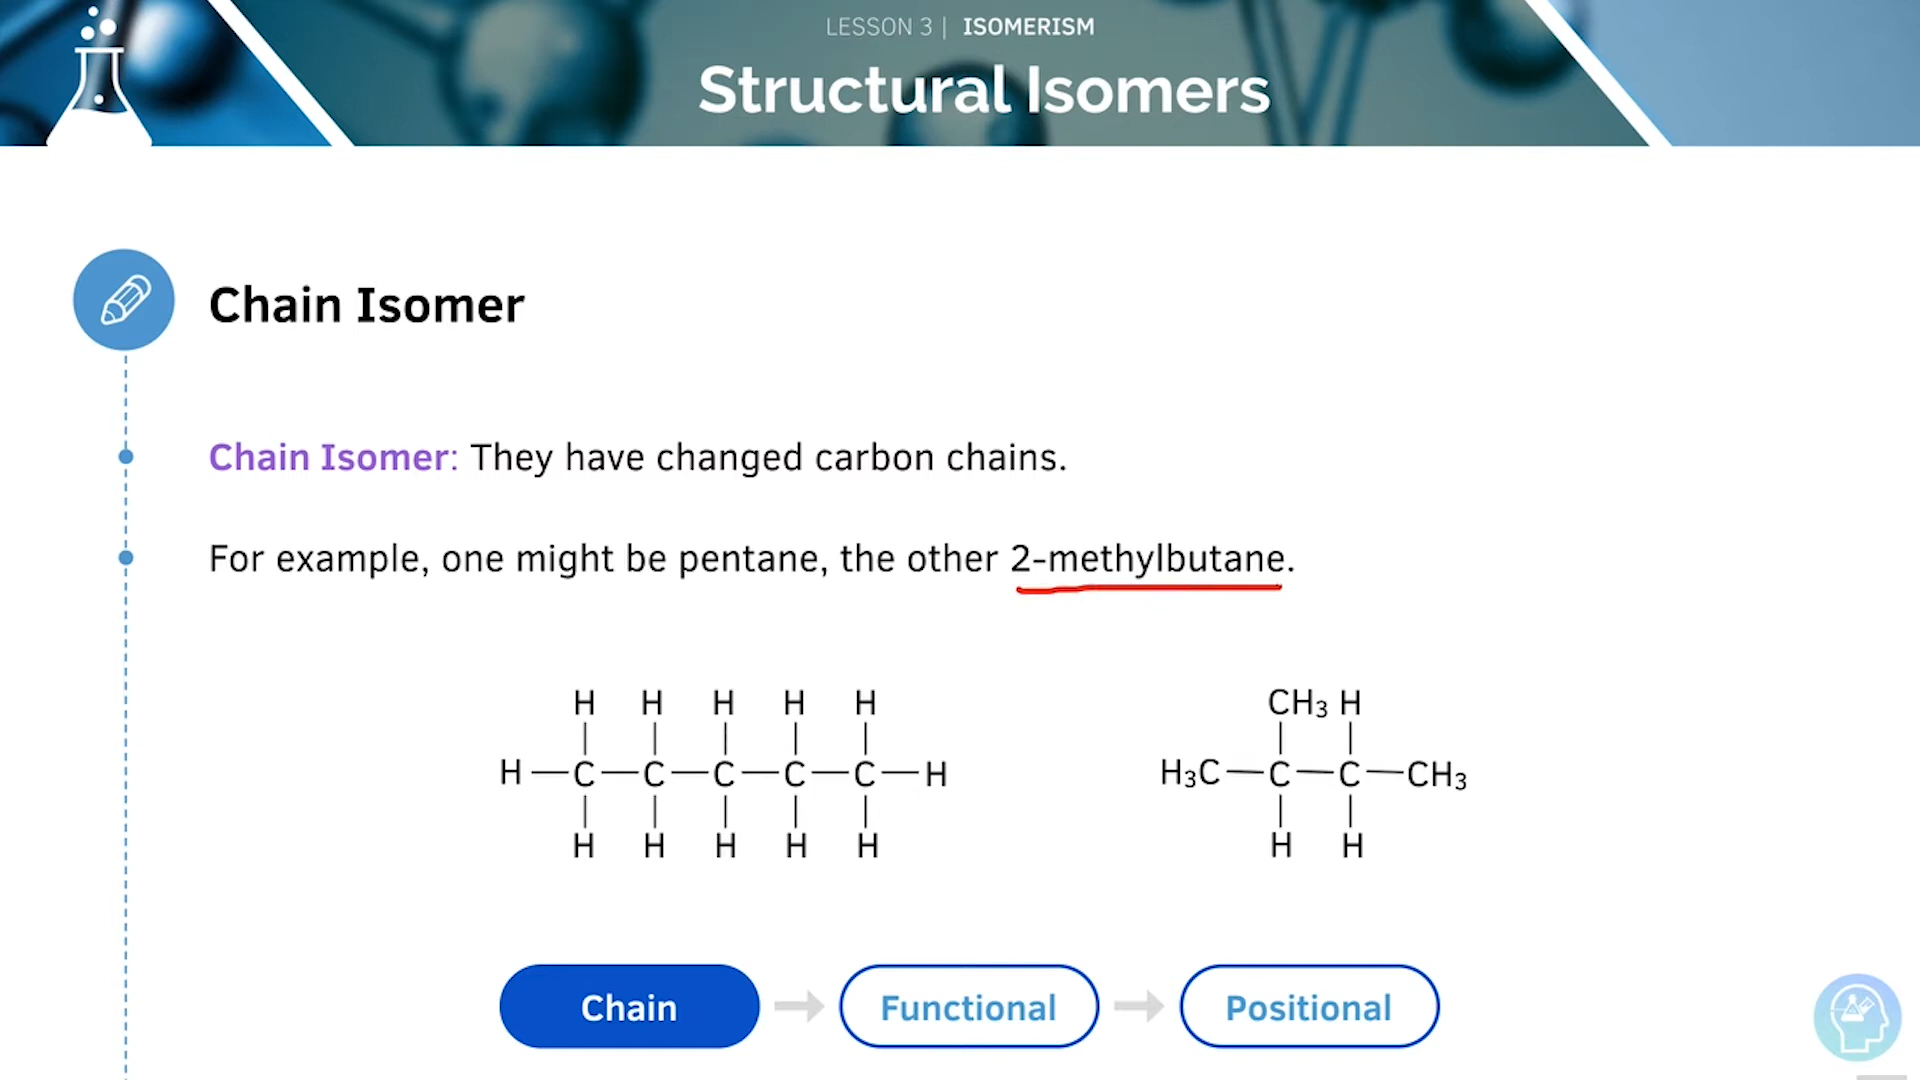 LESSON 3 | ISOMERISM
Structural Isomers
Chain Isomer
Chain Isomer: They have changed carbon chains.
For example, one might be pentane, the other 2-methylbutane.
H H H H H
H—C—C—C—C—C—H
H H H H H
CH₃ H
H₃C—C—C—CH₃
H H
Chain
Functional
Positional